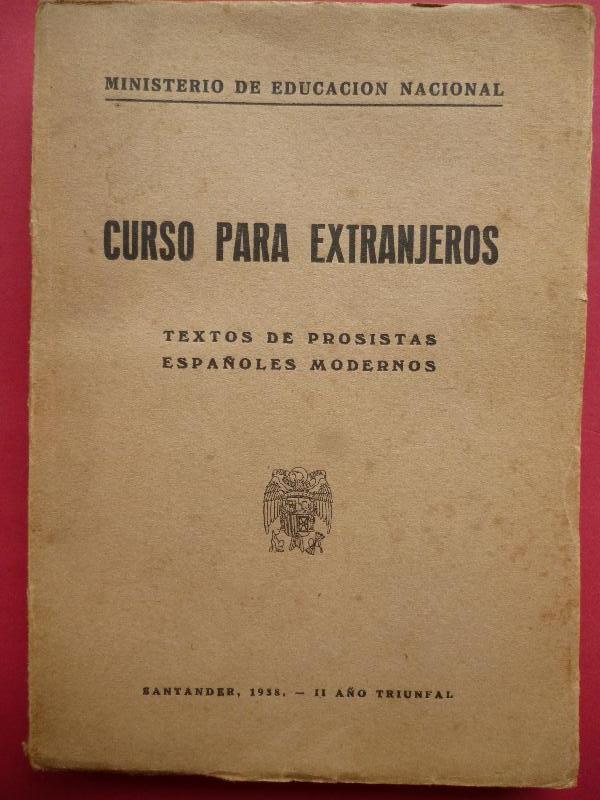 MINISTERIO DE EDUCACION NACIONAL
CURSO PARA EXTRANJEROS
TEXTOS DE PROSISTAS
ESPAÑOLES MODERNOS
SANTANDER, 1938. — II AÑO TRIUNFAL